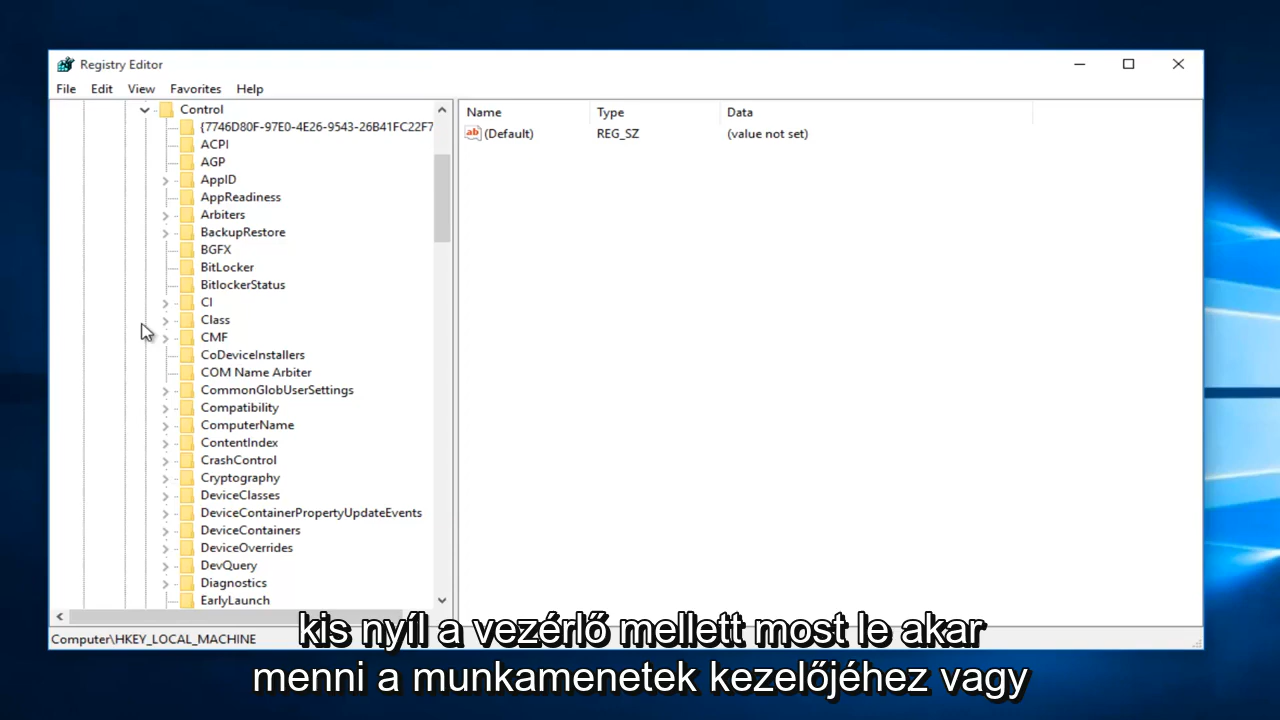 Registry Editor
File Edit View Favorites Help
Control
{7746D80F-97E0-4E26-9543-26B41FC22F7
ACPI
AGP
AppID
AppReadiness
Arbiters
BackupRestore
BGFX
BitLocker
BitlockerStatus
CI
Class
CMF
CoDeviceInstallers
COM Name Arbiter
CommonGlobUserSettings
Compatibility
ComputerName
ContentIndex
CrashControl
Cryptography
DeviceClasses
DeviceContainerPropertyUpdateEvents
DeviceContainers
DeviceOverrides
DevQuery
Diagnostics
EarlyLaunch
Name Type Data
ab (Default) REG_SZ (value not set)
Computer\HKEY_LOCAL_MACHINE
kis nyíl a vezérlő mellett most le akar
menni a munkamenetek kezelőjéhez vagy